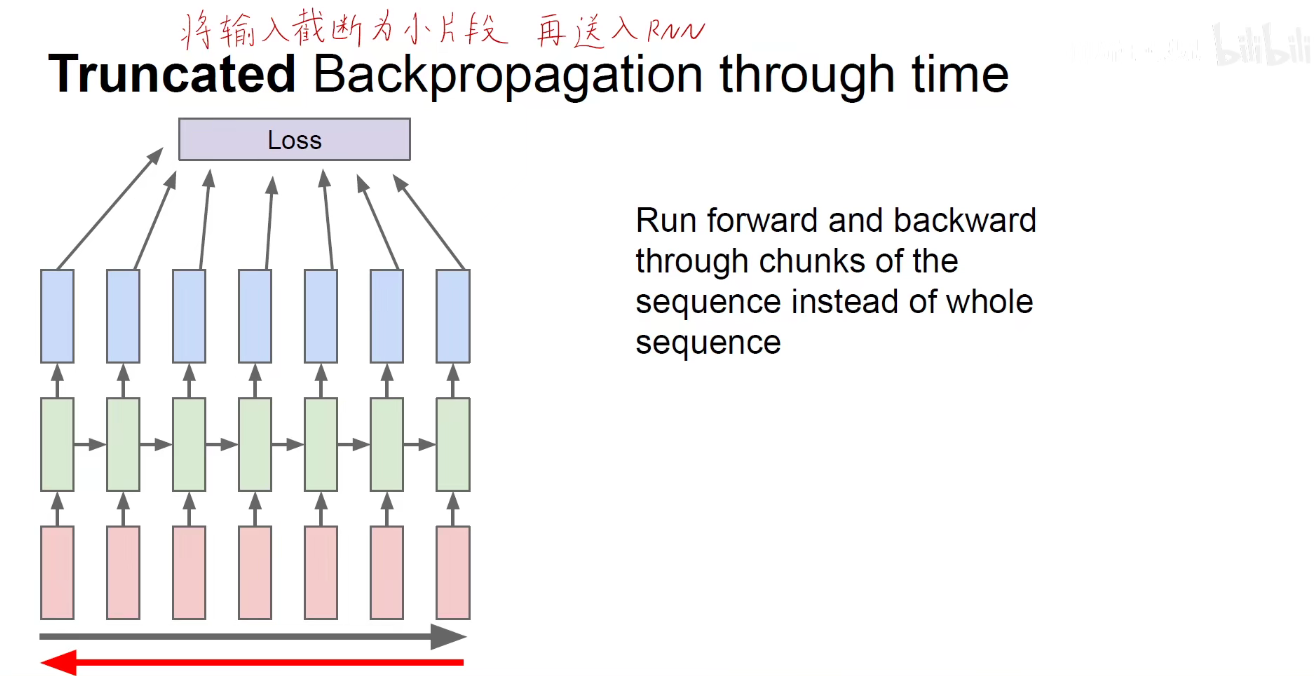 将输入截断为小片段 再送入RNN
bilibili
Truncated Backpropagation through time
Loss
Run forward and backward
through chunks of the
sequence instead of whole
sequence